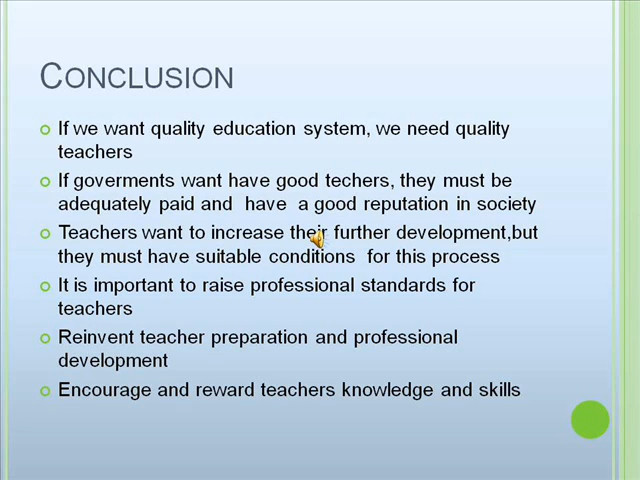 CONCLUSION
If we want quality education system, we need quality
teachers
If goverments want have good techers, they must be
adequately paid and have a good reputation in society
Teachers want to increase their further development,but
they must have suitable conditions for this process
It is important to raise professional standards for
teachers
Reinvent teacher preparation and professional
development
Encourage and reward teachers knowledge and skills